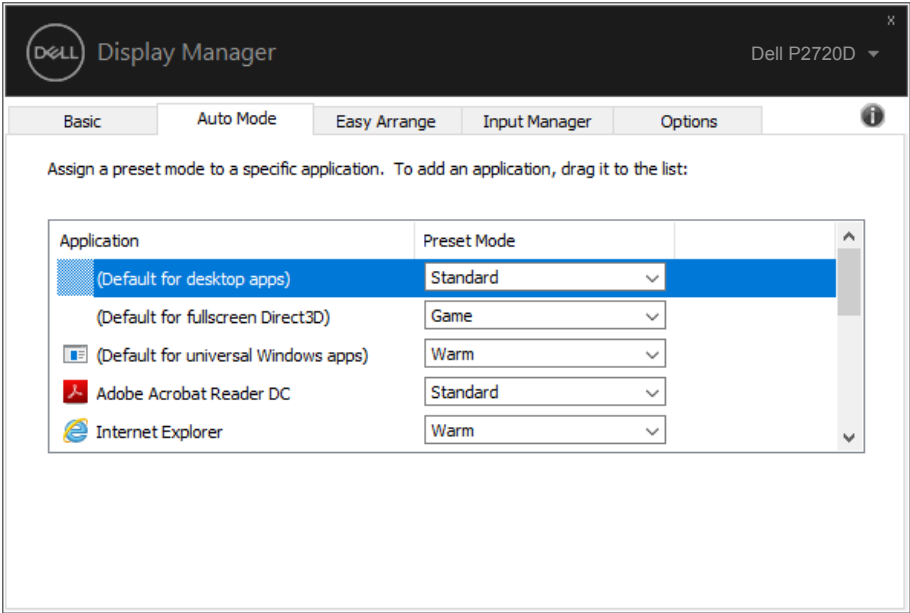 x
DELL Display Manager
Dell P2720D
Basic Auto Mode Easy Arrange Input Manager Options
Assign a preset mode to a specific application. To add an application, drag it to the list:
Application Preset Mode
(Default for desktop apps) Standard
(Default for fullscreen Direct3D) Game
(Default for universal Windows apps) Warm
Adobe Acrobat Reader DC Standard
Internet Explorer Warm